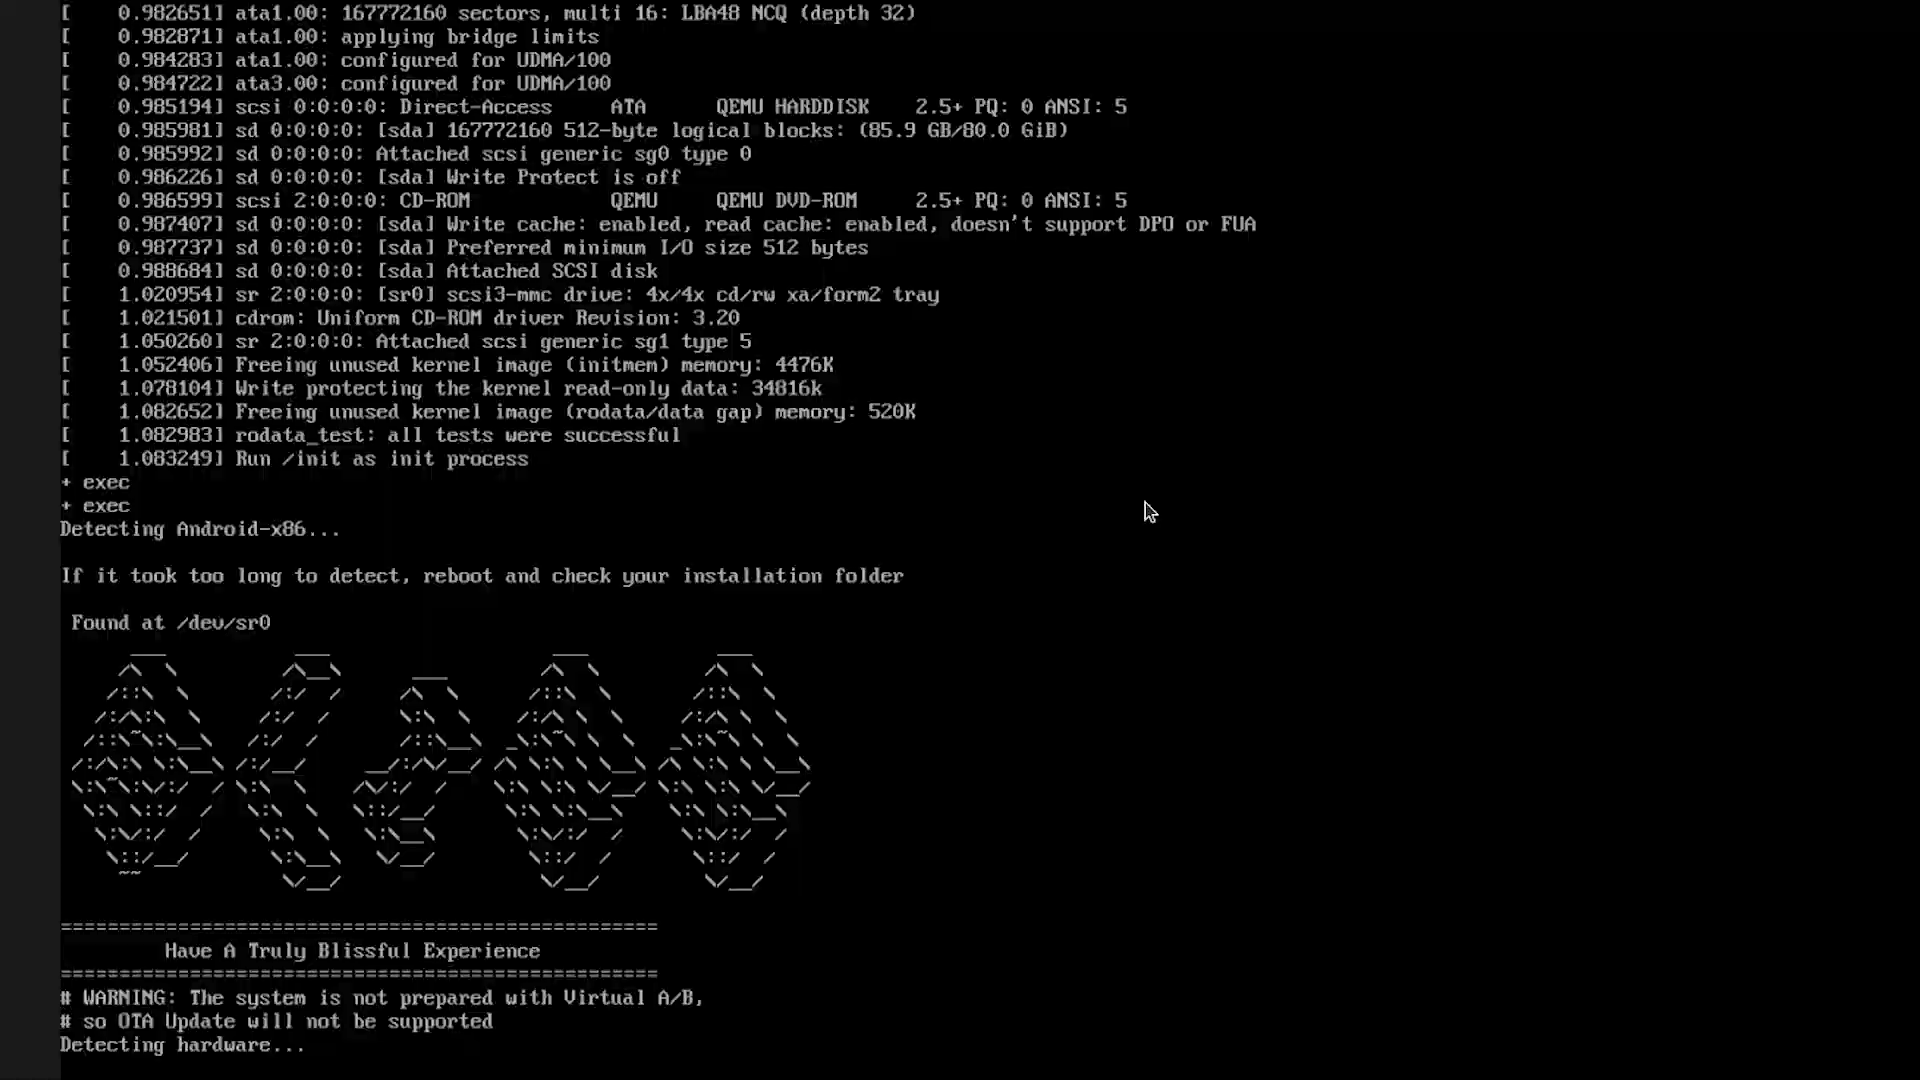 0.982651] ata1.00: 167772160 sectors, multi 16: LBA48 NCQ (depth 32)
[    0.982871] ata1.00: applying bridge limits
[    0.984283] ata1.00: configured for UDMA/100
[    0.984722] ata3.00: configured for UDMA/100
[    0.985194] scsi 0:0:0:0: Direct-Access     ATA      QEMU HARDDISK    2.5+ PQ: 0 ANSI: 5
[    0.985981] sd 0:0:0:0: [sda] 167772160 512-byte logical blocks: (85.9 GB/80.0 GiB)
[    0.985992] sd 0:0:0:0: Attached scsi generic sg0 type 0
[    0.986226] sd 0:0:0:0: [sda] Write Protect is off
[    0.986599] scsi 2:0:0:0: CD-ROM            QEMU     QEMU DVD-ROM     2.5+ PQ: 0 ANSI: 5
[    0.987407] sd 0:0:0:0: [sda] Write cache: enabled, read cache: enabled, doesn't support DPO or FUA
[    0.987737] sd 0:0:0:0: [sda] Preferred minimum I/O size 512 bytes
[    0.988684] sd 0:0:0:0: [sda] Attached SCSI disk
[    1.020954] sr 2:0:0:0: [sr0] scsi3-mmc drive: 4x/4x cd/rw xa/form2 tray
[    1.021501] cdrom: Uniform CD-ROM driver Revision: 3.20
[    1.050260] sr 2:0:0:0: Attached scsi generic sg1 type 5
[    1.052406] Freeing unused kernel image (initmem) memory: 4476K
[    1.078104] Write protecting the kernel read-only data: 34816k
[    1.082652] Freeing unused kernel image (rodata/data gap) memory: 520K
[    1.082983] rodata_test: all tests were successful
[    1.083249] Run /init as init process
+ exec
+ exec
Detecting Android-x86...
If it took too long to detect, reboot and check your installation folder
Found at /dev/sr0
===================================================
Have A Truly Blissful Experience
===================================================
# WARNING: The system is not prepared with Virtual A/B,
# so OTA Update will not be supported
Detecting hardware...